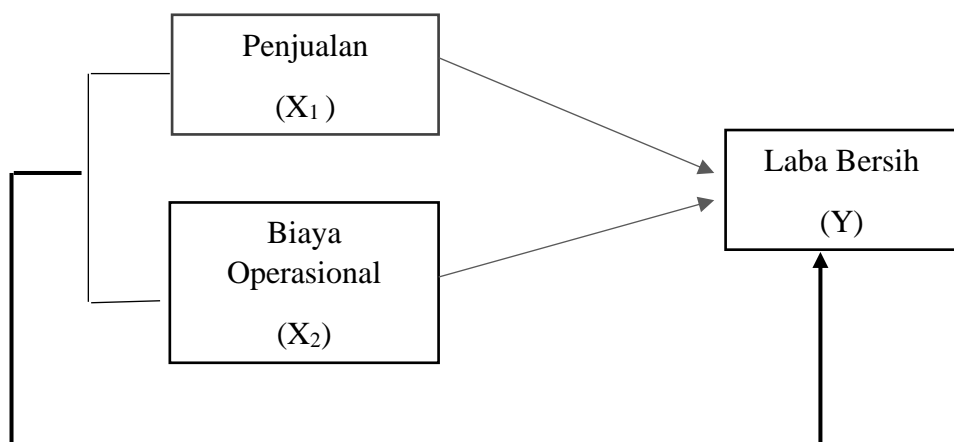 Penjualan
(X₁ )
Biaya
Operasional
(X₂)
Laba Bersih
(Y)